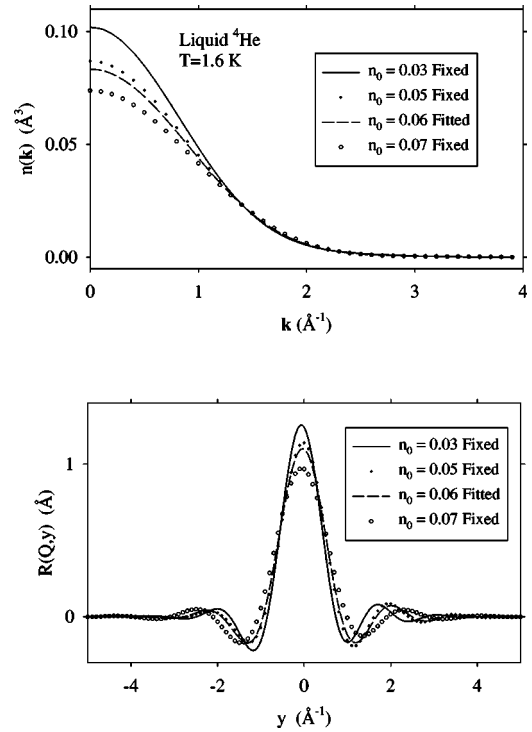 0.10
0.05
0.00
n(k) (Å³)
Liquid ⁴He
T=1.6 K
n₀ = 0.03 Fixed
n₀ = 0.05 Fixed
n₀ = 0.06 Fitted
n₀ = 0.07 Fixed
0 1 2 3 4
k (Å⁻¹)
1
0
R(Q,y) (Å)
n₀ = 0.03 Fixed
n₀ = 0.05 Fixed
n₀ = 0.06 Fitted
n₀ = 0.07 Fixed
-4 -2 0 2 4
y (Å⁻¹)